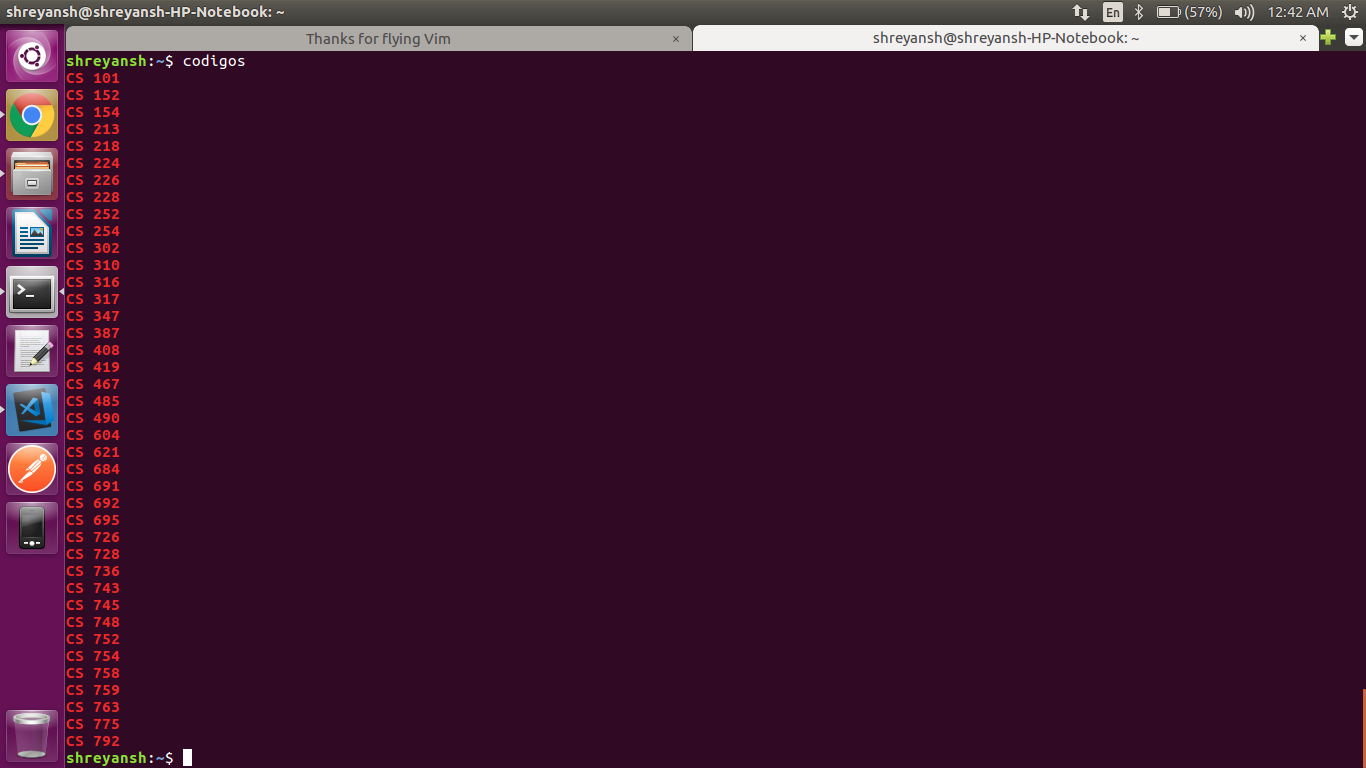 shreyansh@shreyansh-HP-Notebook: ~
En
(57%)
12:42 AM
Thanks for flying Vim ×
shreyansh@shreyansh-HP-Notebook: ~ ×
shreyansh:~$ codigos
CS 101
CS 152
CS 154
CS 213
CS 218
CS 224
CS 226
CS 228
CS 252
CS 254
CS 302
CS 310
CS 316
CS 317
CS 347
CS 387
CS 408
CS 419
CS 467
CS 485
CS 490
CS 604
CS 621
CS 684
CS 691
CS 692
CS 695
CS 726
CS 728
CS 736
CS 743
CS 745
CS 748
CS 752
CS 754
CS 758
CS 759
CS 763
CS 775
CS 792
shreyansh:~$